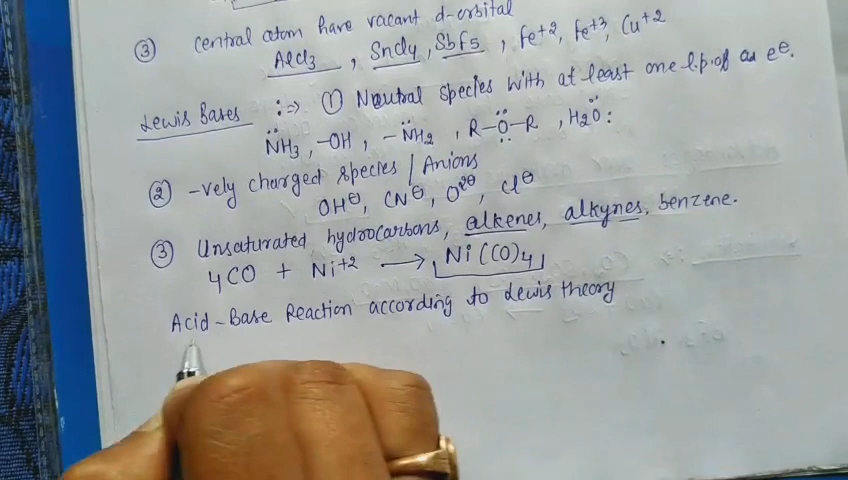 ③ central atom have vacant d-orbital
AlCl3 , SnCl4 , SbF5 , Fe+2, Fe+3, Cu+2
Lewis Bases :⇒ ① Neutral species with at least one l.p. of an e⊖.
N̈H3 , -OH , -N̈H2 , R-Ö-R , H2Ö:
② -vely charged species / Anions
OH⊖, CN⊖, O2⊖, Cl⊖
③ Unsaturated hydrocarbons, alkenes, alkynes, benzene.
4CO + Ni+2 → Ni(CO)4
Acid-Base Reaction according to Lewis theory